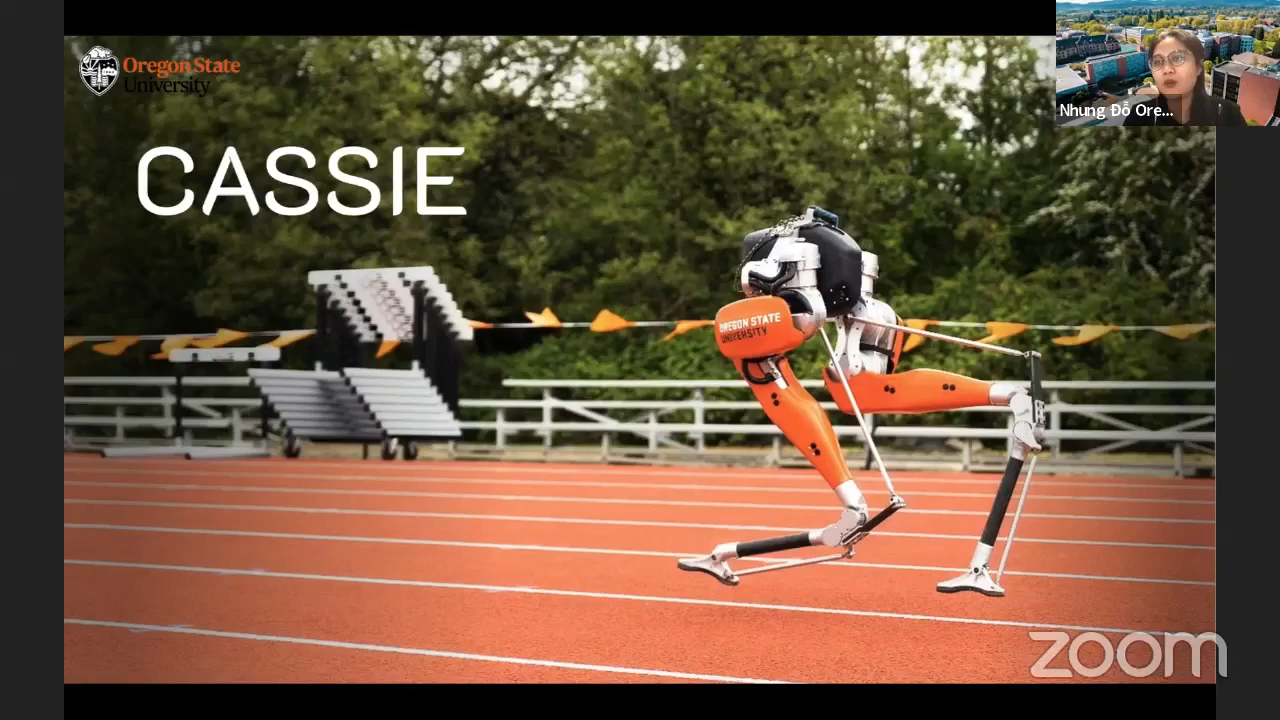 Oregon State
University
CASSIE
Nhung Đỗ Ore...
OREGON STATE
UNIVERSITY
zoom